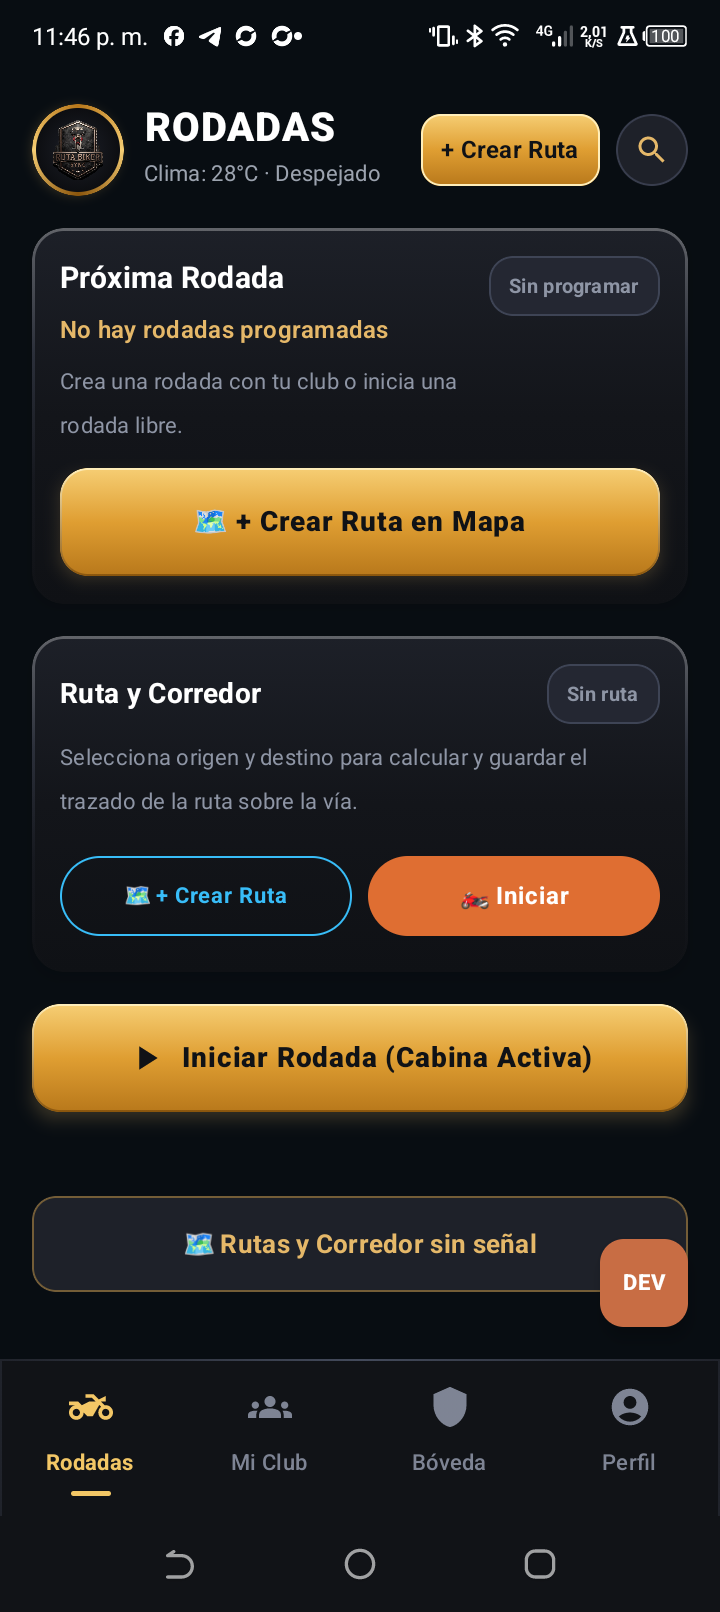 11:46 p. m.
4G
2,01
K/S
100
RUTA BIKER
RODADAS
Clima: 28°C · Despejado
+ Crear Ruta
Próxima Rodada
Sin programar
No hay rodadas programadas
Crea una rodada con tu club o inicia una
rodada libre.
+ Crear Ruta en Mapa
Ruta y Corredor
Sin ruta
Selecciona origen y destino para calcular y guardar el
trazado de la ruta sobre la vía.
+ Crear Ruta
Iniciar
Iniciar Rodada (Cabina Activa)
Rutas y Corredor sin señal
DEV
Rodadas
Mi Club
Bóveda
Perfil